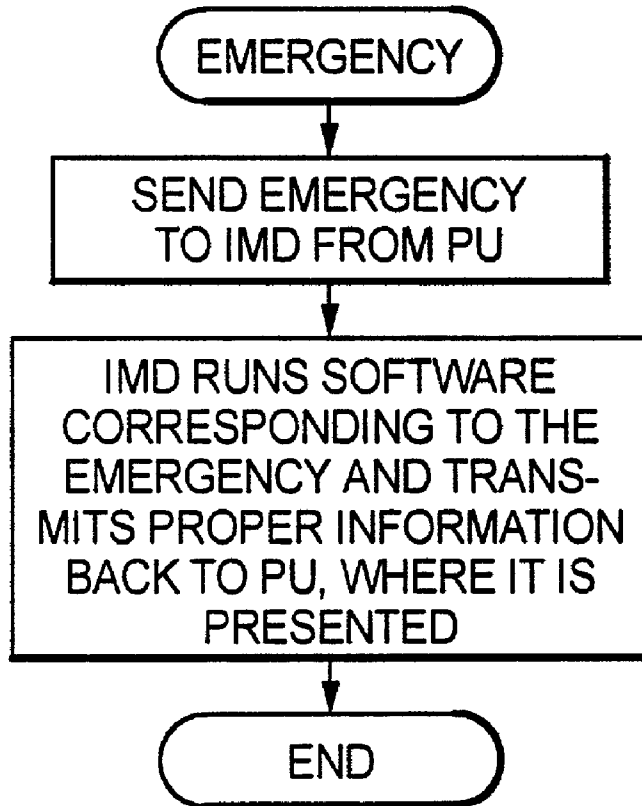 EMERGENCY
SEND EMERGENCY
TO IMD FROM PU
IMD RUNS SOFTWARE
CORRESPONDING TO THE
EMERGENCY AND TRANS-
MITS PROPER INFORMATION
BACK TO PU, WHERE IT IS
PRESENTED
END